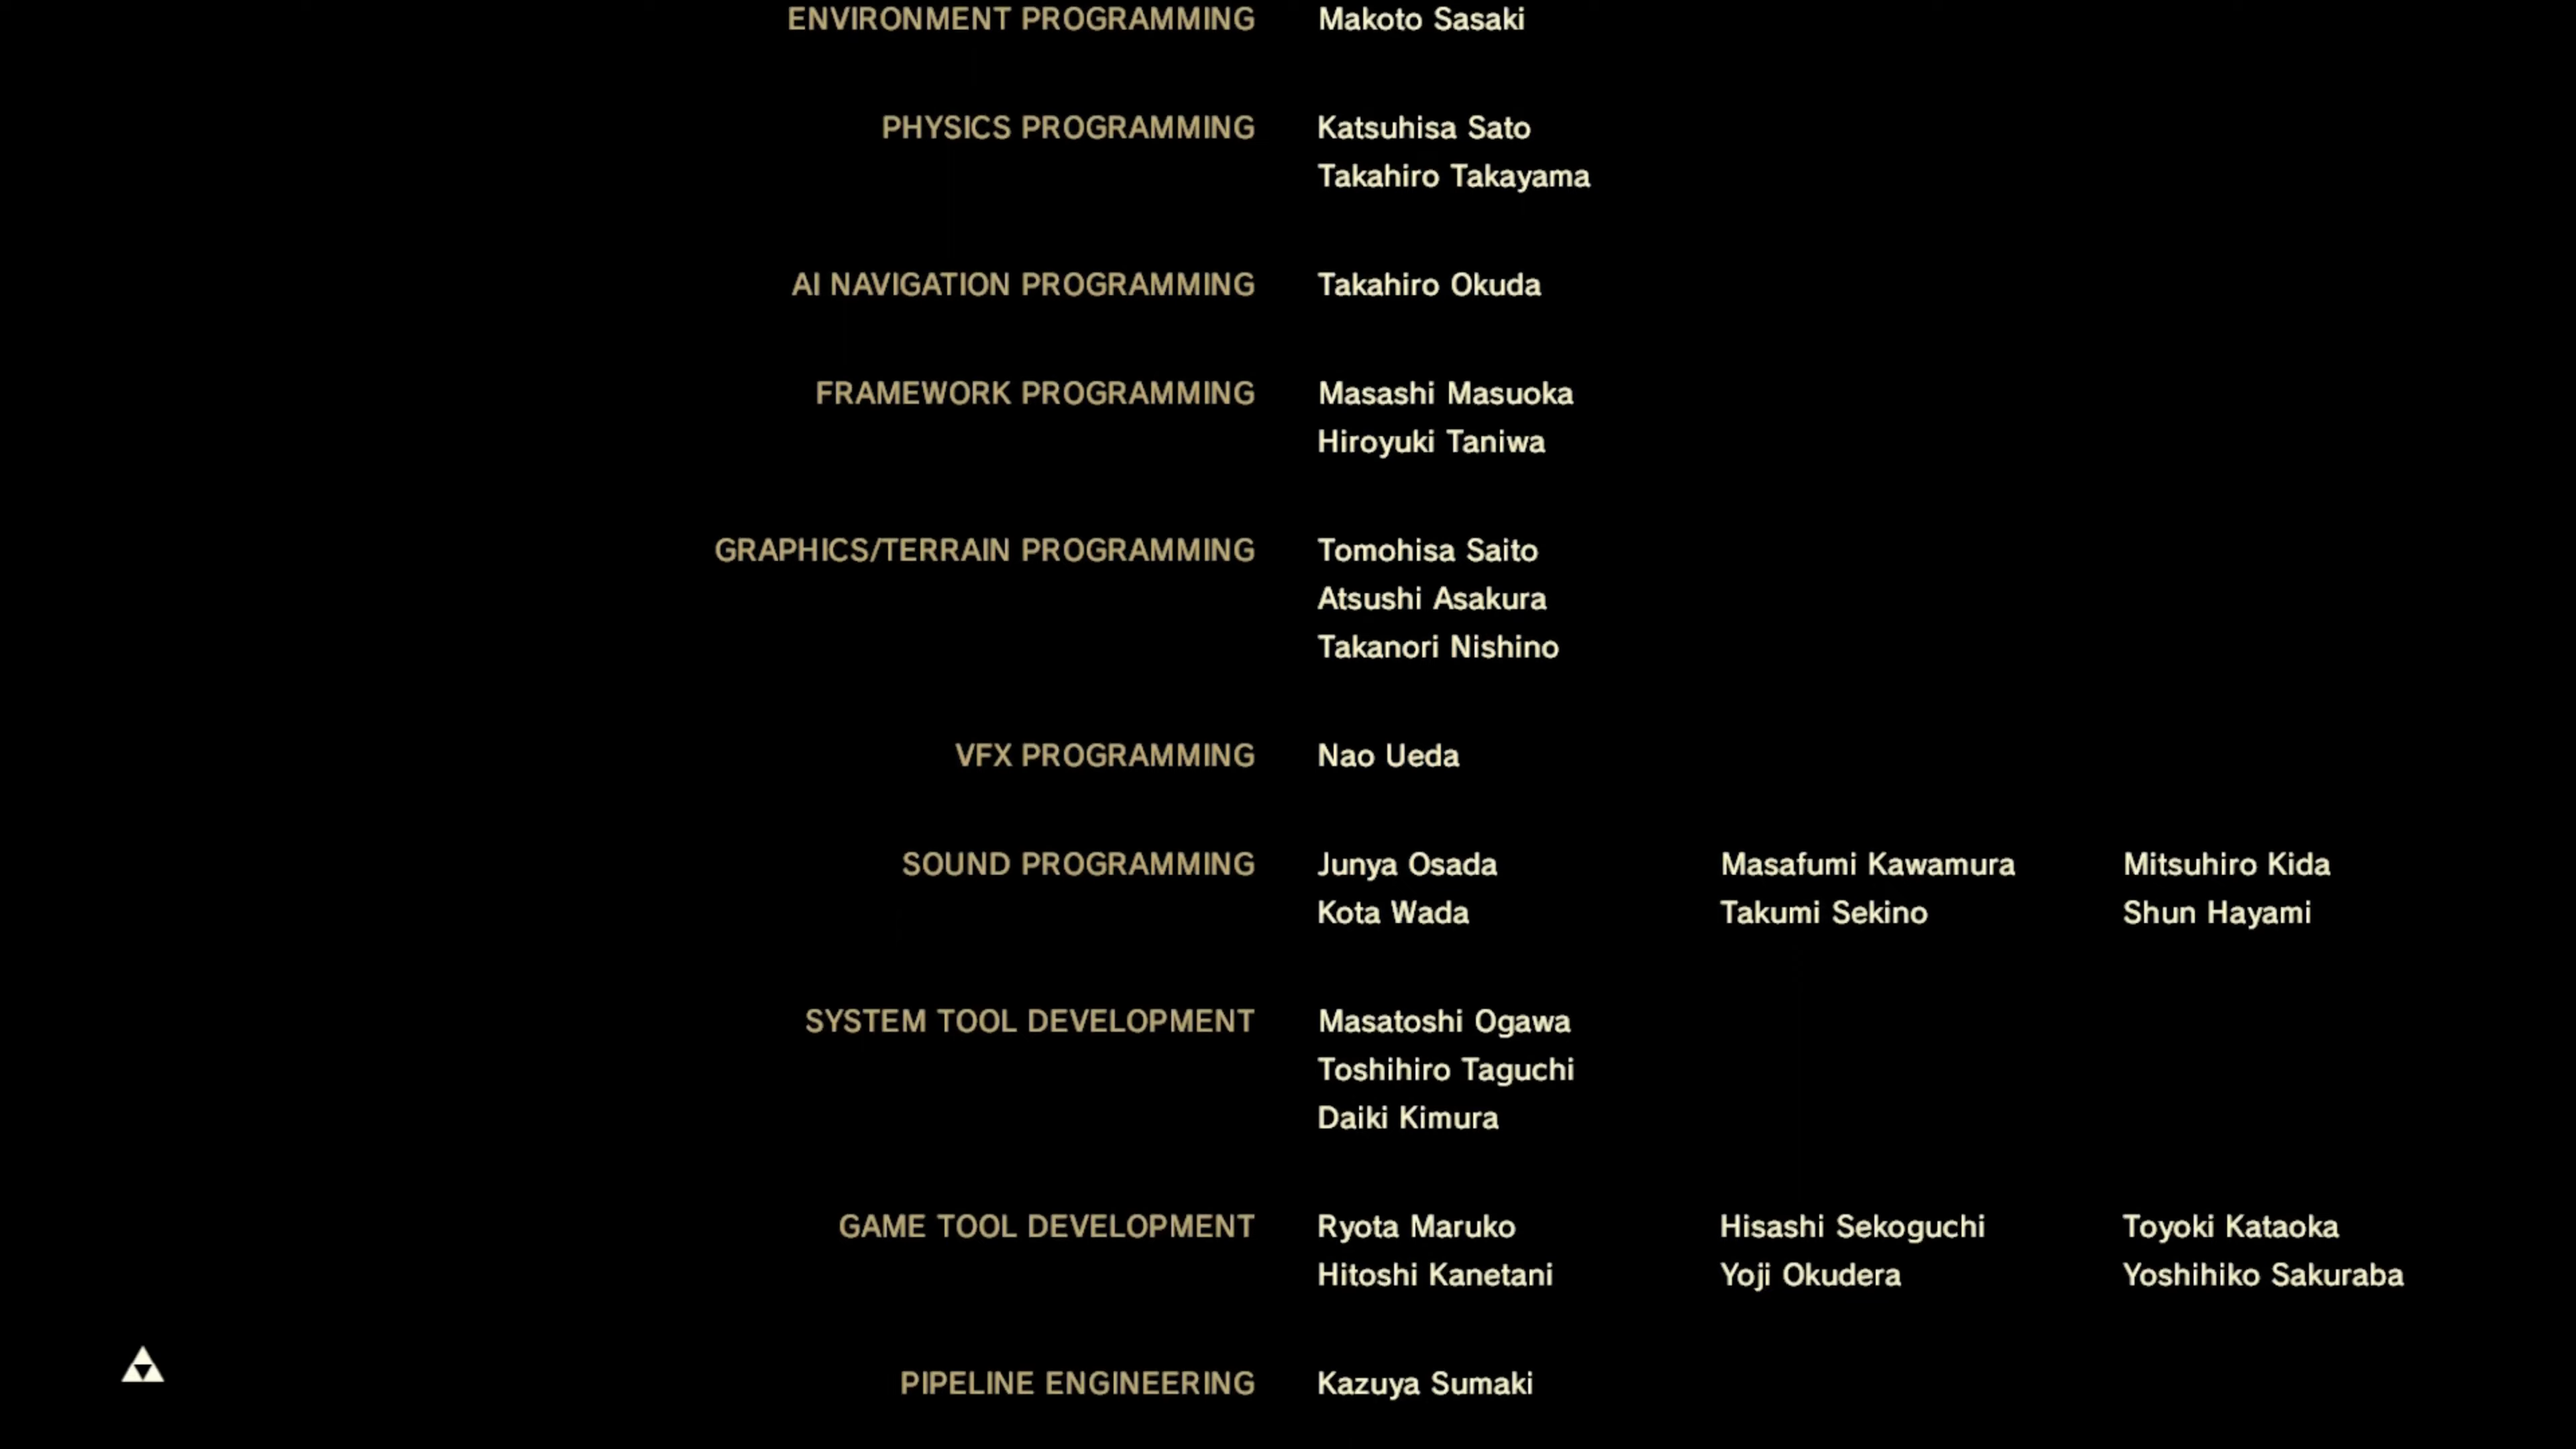 ENVIRONMENT PROGRAMMING Makoto Sasaki
PHYSICS PROGRAMMING Katsuhisa Sato
Takahiro Takayama
AI NAVIGATION PROGRAMMING Takahiro Okuda
FRAMEWORK PROGRAMMING Masashi Masuoka
Hiroyuki Taniwa
GRAPHICS/TERRAIN PROGRAMMING Tomohisa Saito
Atsushi Asakura
Takanori Nishino
VFX PROGRAMMING Nao Ueda
SOUND PROGRAMMING Junya Osada Masafumi Kawamura Mitsuhiro Kida
Kota Wada Takumi Sekino Shun Hayami
SYSTEM TOOL DEVELOPMENT Masatoshi Ogawa
Toshihiro Taguchi
Daiki Kimura
GAME TOOL DEVELOPMENT Ryota Maruko Hisashi Sekoguchi Toyoki Kataoka
Hitoshi Kanetani Yoji Okudera Yoshihiko Sakuraba
PIPELINE ENGINEERING Kazuya Sumaki